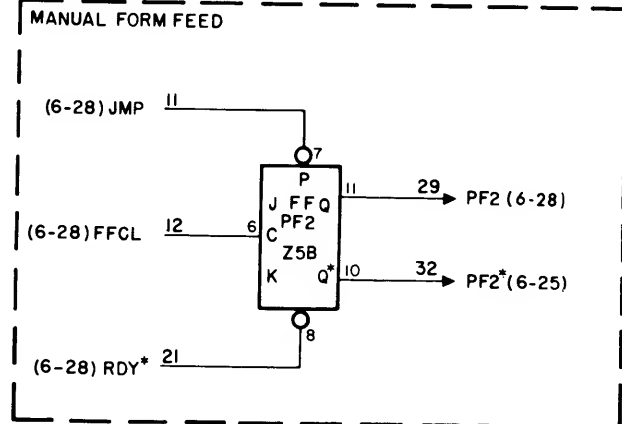 MANUAL FORM FEED
(6-28) JMP 11
7
P
J FF Q 11 29 PF2 (6-28)
PF2
(6-28) FFCL 12 6 C
Z5B
K Q* 10 32 PF2* (6-25)
8
(6-28) RDY* 21